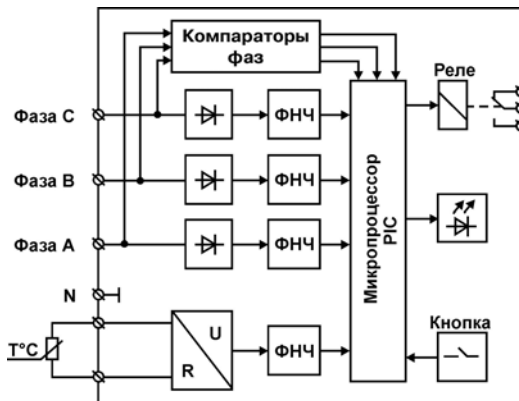 Компараторы
фаз
Реле
Фаза C
ФНЧ
Фаза B
ФНЧ
Фаза A
ФНЧ
Микропроцессор
PIC
N
T°C
U
R
ФНЧ
Кнопка